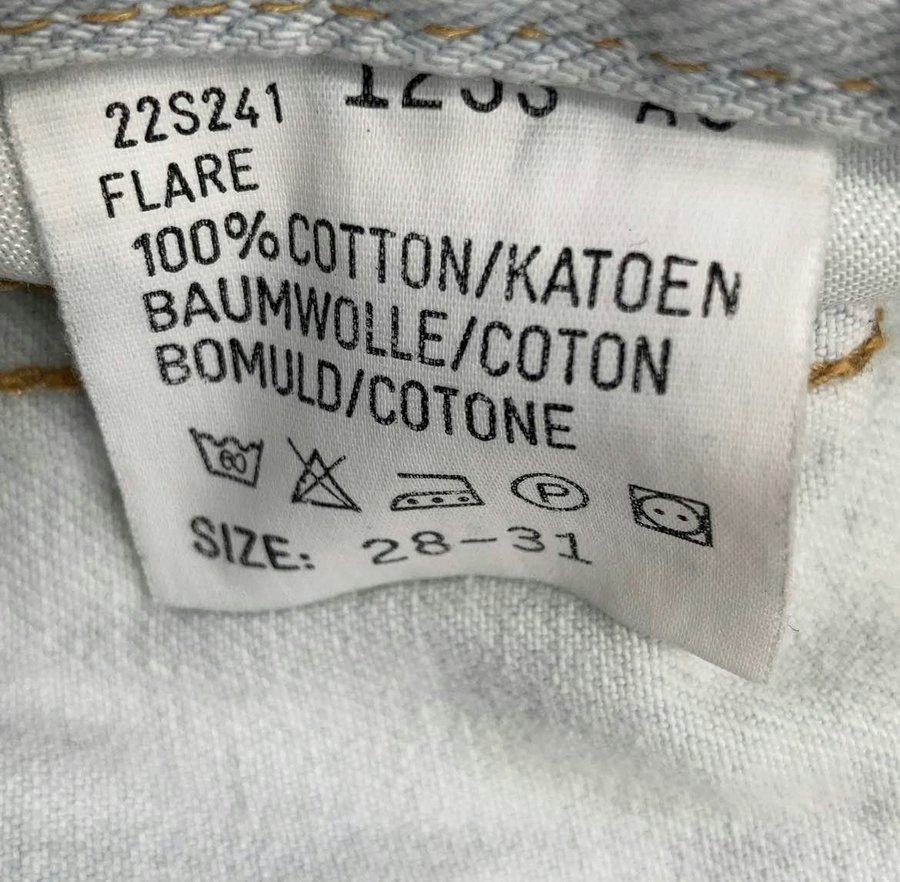 22S241
FLARE
100% COTTON/KATOEN
BAUMWOLLE/COTON
BOMULD/COTONE
60
P
SIZE: 28-31